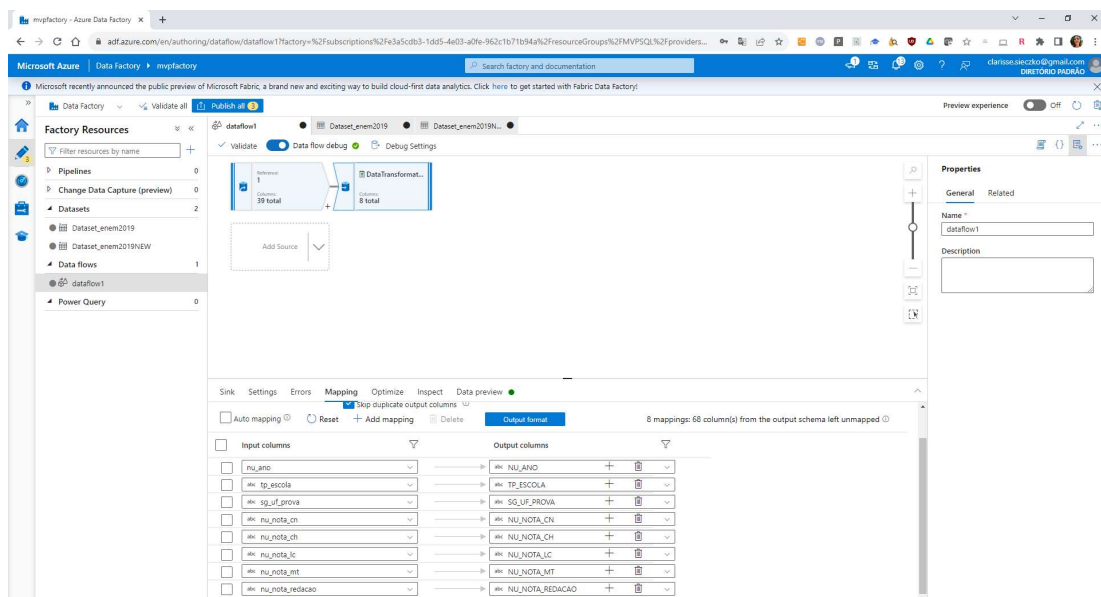 mvpfactory - Azure Data Factory
adf.azure.com/en/authoring/dataflow/dataflow1?factory=%2Fsubscriptions%2Fe3a5cdb3-1dd5-4e03-a0fe-962c1b71b94a%2FresourceGroups%2FMVPSQL%2Fproviders...
Microsoft Azure | Data Factory ▸ mvpfactory
Search factory and documentation
clarisse.sieczko@gmail.com
DIRETÓRIO PADRÃO
Microsoft recently announced the public preview of Microsoft Fabric, a brand new and exciting way to build cloud-first data analytics. Click here to get started with Fabric Data Factory!
Data Factory Validate all Publish all 3
Preview experience Off
Factory Resources
Filter resources by name
Pipelines 0
Change Data Capture (preview) 0
Datasets 2
Dataset_enem2019
Dataset_enem2019NEW
Data flows 1
dataflow1
Power Query 0
dataflow1 Dataset_enem2019 Dataset_enem2019N...
Validate Data flow debug Debug Settings
Reference:
1
Columns:
39 total
DataTransformat...
Columns:
8 total
Add Source
Properties
General Related
Name *
dataflow1
Description
Sink Settings Errors Mapping Optimize Inspect Data preview
Skip duplicate output columns
Auto mapping Reset Add mapping Delete Output format 8 mappings: 68 column(s) from the output schema left unmapped
Input columns Output columns
nu_ano abc NU_ANO
abc tp_escola abc TP_ESCOLA
abc sg_uf_prova abc SG_UF_PROVA
abc nu_nota_cn abc NU_NOTA_CN
abc nu_nota_ch abc NU_NOTA_CH
abc nu_nota_lc abc NU_NOTA_LC
abc nu_nota_mt abc NU_NOTA_MT
abc nu_nota_redacao abc NU_NOTA_REDACAO